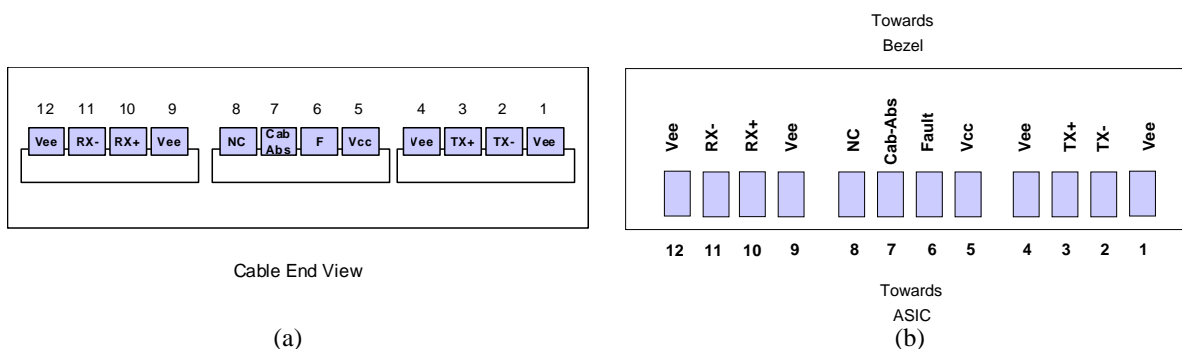 12 11 10 9 8 7 6 5 4 3 2 1
Vee RX- RX+ Vee NC Cab Abs F Vcc Vee TX+ TX- Vee
Cable End View
(a)
Towards
Bezel
Vee RX- RX+ Vee NC Cab-Abs Fault Vcc Vee TX+ TX- Vee
12 11 10 9 8 7 6 5 4 3 2 1
Towards
ASIC
(b)